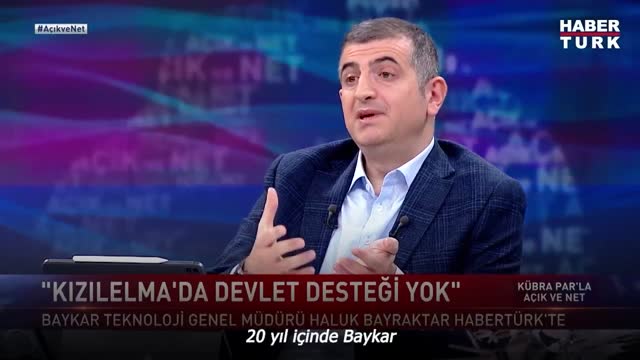 #AçıkveNet
HABER
TÜRK
"KIZILELMA'DA DEVLET DESTEĞİ YOK"
KÜBRA PAR'LA
AÇIK VE NET
BAYKAR TEKNOLOJİ GENEL MÜDÜRÜ HALUK BAYRAKTAR HABERTÜRK'TE
20 yıl içinde Baykar